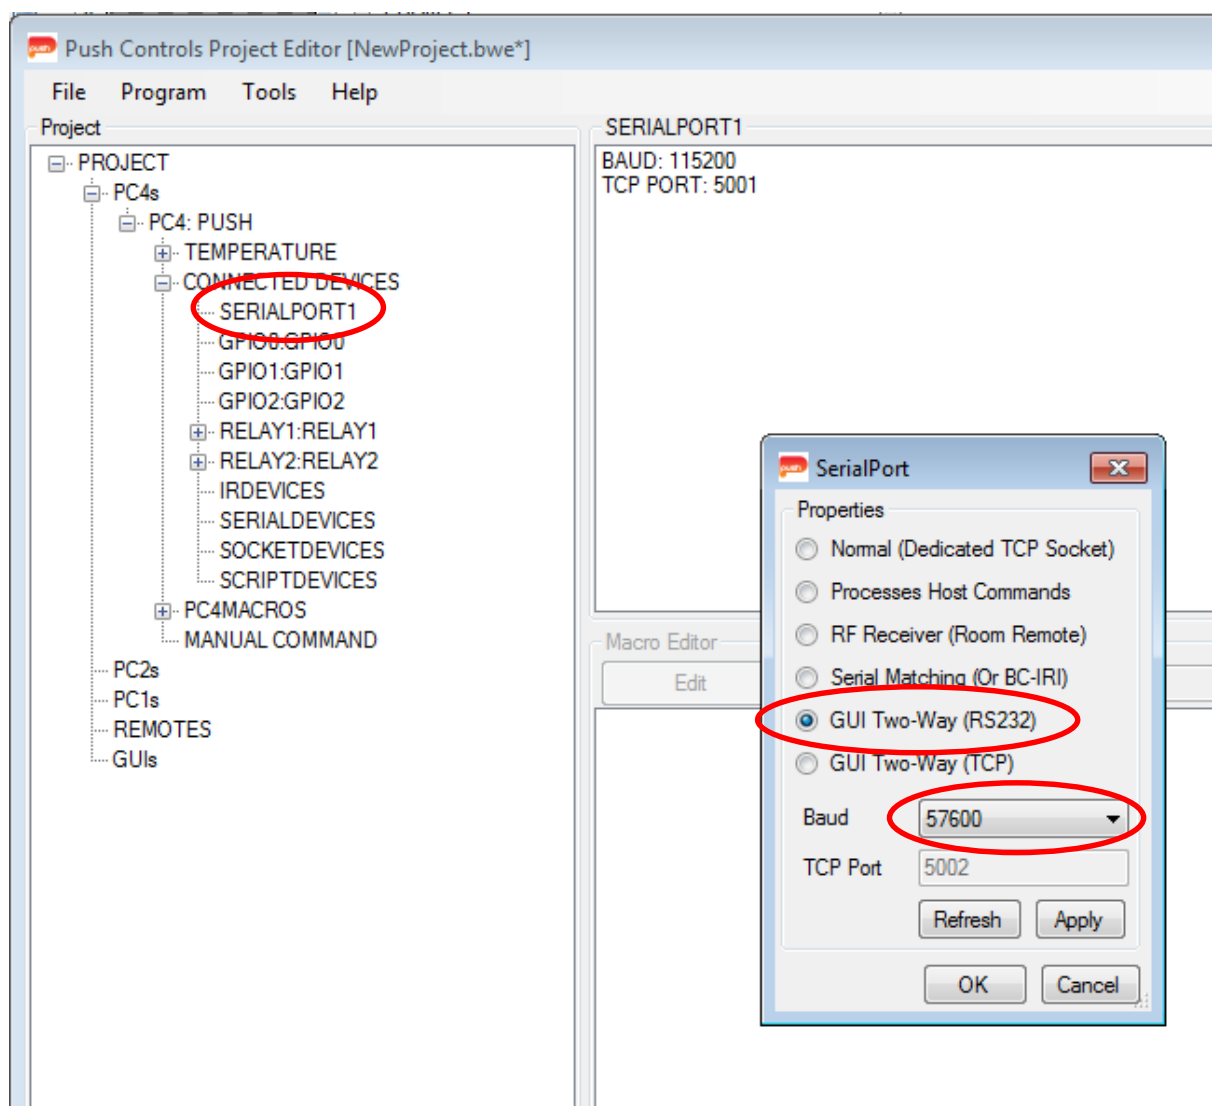 Push Controls Project Editor [NewProject.bwe*]
File Program Tools Help
Project
PROJECT
PC4s
PC4: PUSH
TEMPERATURE
CONNECTED DEVICES
SERIALPORT1
GPIO0:GPIO0
GPIO1:GPIO1
GPIO2:GPIO2
RELAY1:RELAY1
RELAY2:RELAY2
IRDEVICES
SERIALDEVICES
SOCKETDEVICES
SCRIPTDEVICES
PC4MACROS
MANUAL COMMAND
PC2s
PC1s
REMOTES
GUIs
SERIALPORT1
BAUD: 115200
TCP PORT: 5001
Macro Editor
Edit
push SerialPort
Properties
Normal (Dedicated TCP Socket)
Processes Host Commands
RF Receiver (Room Remote)
Serial Matching (Or BC-IRI)
GUI Two-Way (RS232)
GUI Two-Way (TCP)
Baud 57600
TCP Port 5002
Refresh Apply
OK Cancel